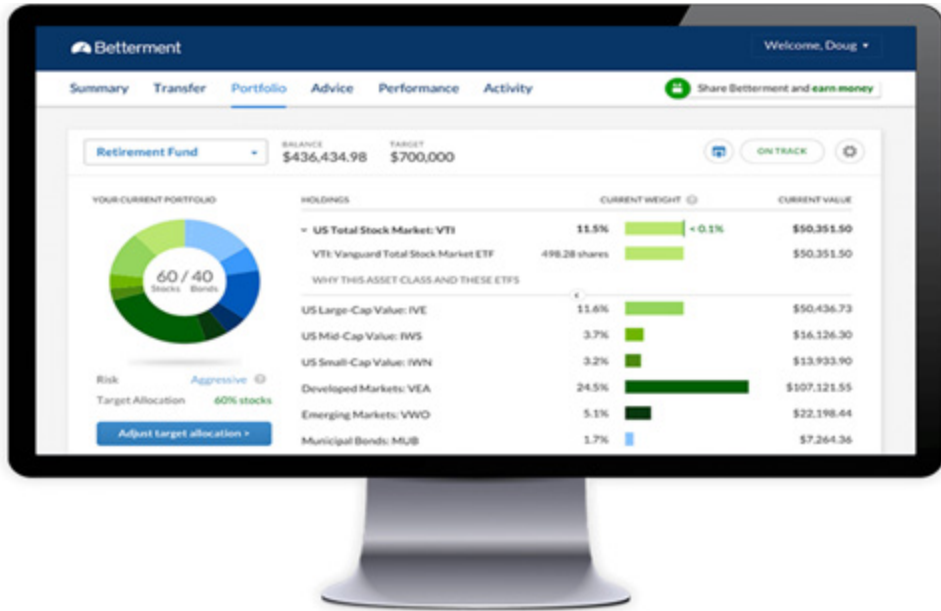 Betterment
Welcome, Doug
Summary Transfer Portfolio Advice Performance Activity
Share Betterment and earn money
Retirement Fund
BALANCE
$436,434.98
TARGET
$700,000
ON TRACK
YOUR CURRENT PORTFOLIO
60 / 40
Stocks Bonds
Risk Aggressive
Target Allocation 60% stocks
Adjust target allocation >
HOLDINGS CURRENT WEIGHT CURRENT VALUE
US Total Stock Market: VTI 11.5% < 0.1% $50,351.50
VTI: Vanguard Total Stock Market ETF 498.28 shares $50,351.50
WHY THIS ASSET CLASS AND THESE ETFS
US Large-Cap Value: IVE 11.6% $50,436.73
US Mid-Cap Value: IWS 3.7% $16,126.30
US Small-Cap Value: IWN 3.2% $13,933.90
Developed Markets: VEA 24.5% $107,121.55
Emerging Markets: VWO 5.1% $22,198.44
Municipal Bonds: MUB 1.7% $7,264.36